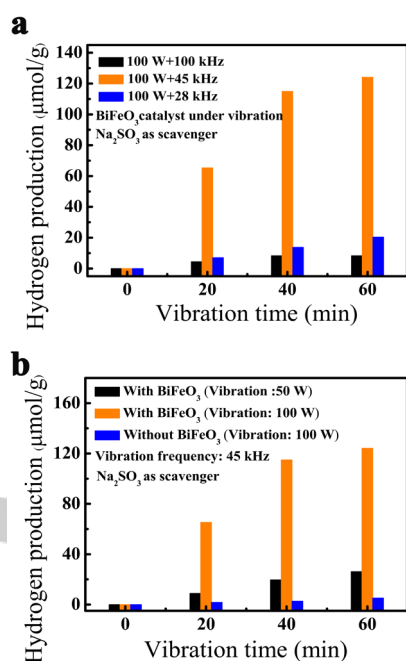 a
Hydrogen production (μmol/g)
140
120
100
80
60
40
20
0
100 W+100 kHz
100 W+45 kHz
100 W+28 kHz
BiFeO₃catalyst under vibration
Na₂SO₃ as scavenger
0 20 40 60
Vibration time (min)
b
Hydrogen production (μmol/g)
160
120
80
40
0
With BiFeO₃ (Vibration :50 W)
With BiFeO₃ (Vibration: 100 W)
Without BiFeO₃ (Vibration: 100 W)
Vibration frequency: 45 kHz
Na₂SO₃ as scavenger
0 20 40 60
Vibration time (min)